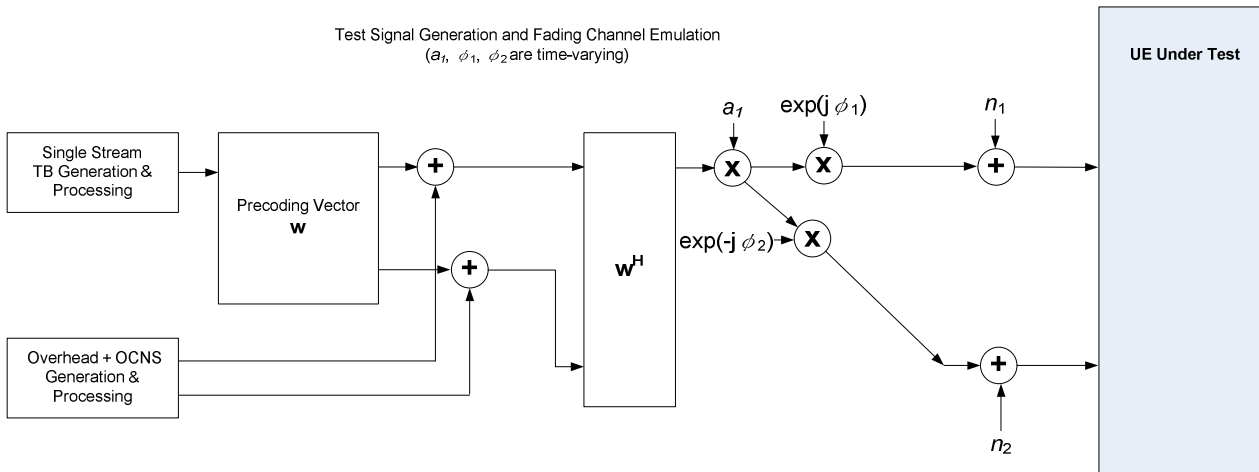 Test Signal Generation and Fading Channel Emulation
(a₁, ϕ₁, ϕ₂ are time-varying)
UE Under Test
Single Stream
TB Generation &
Processing
Precoding Vector
w
+
+
Overhead + OCNS
Generation &
Processing
wᴴ
a₁
x
exp(j ϕ₁)
x
exp(-j ϕ₂)
x
n₁
+
+
n₂